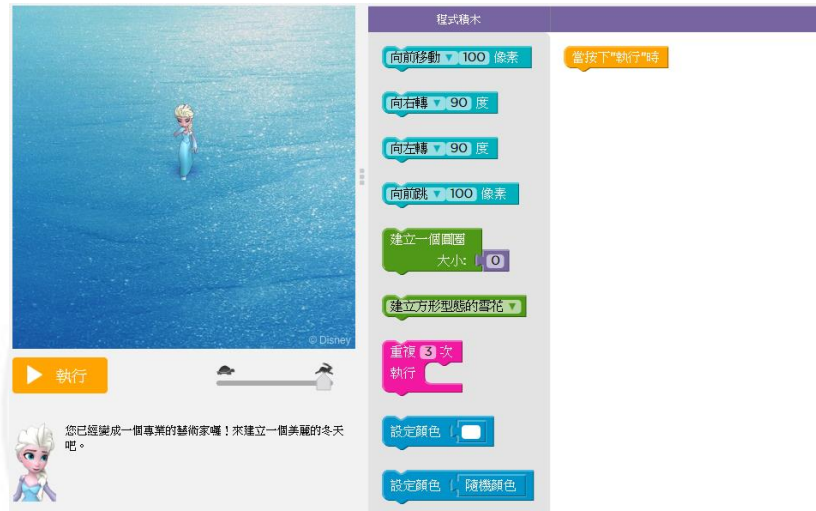 程式積木
向前移動 100 像素
當按下"執行"時
向右轉 90 度
向左轉 90 度
向前跳 100 像素
建立一個圓圈
大小: 0
建立方形型態的雪花
© Disney
重複 3 次
執行
執行
您已經變成一個專業的藝術家囉！來建立一個美麗的冬天
吧。
設定顏色
設定顏色 隨機顏色